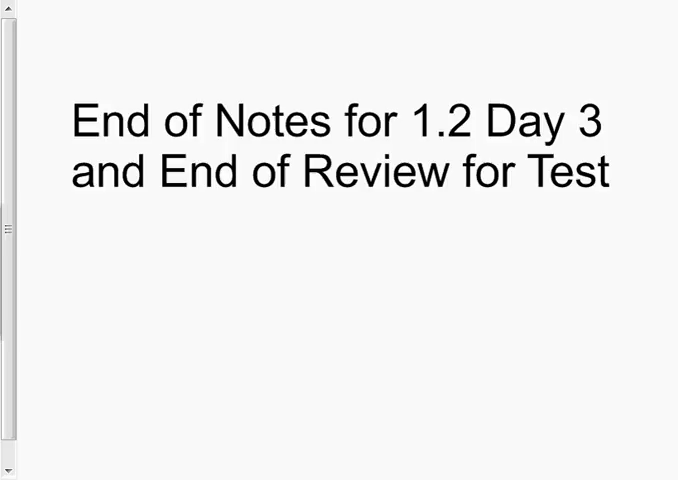 End of Notes for 1.2 Day 3
and End of Review for Test